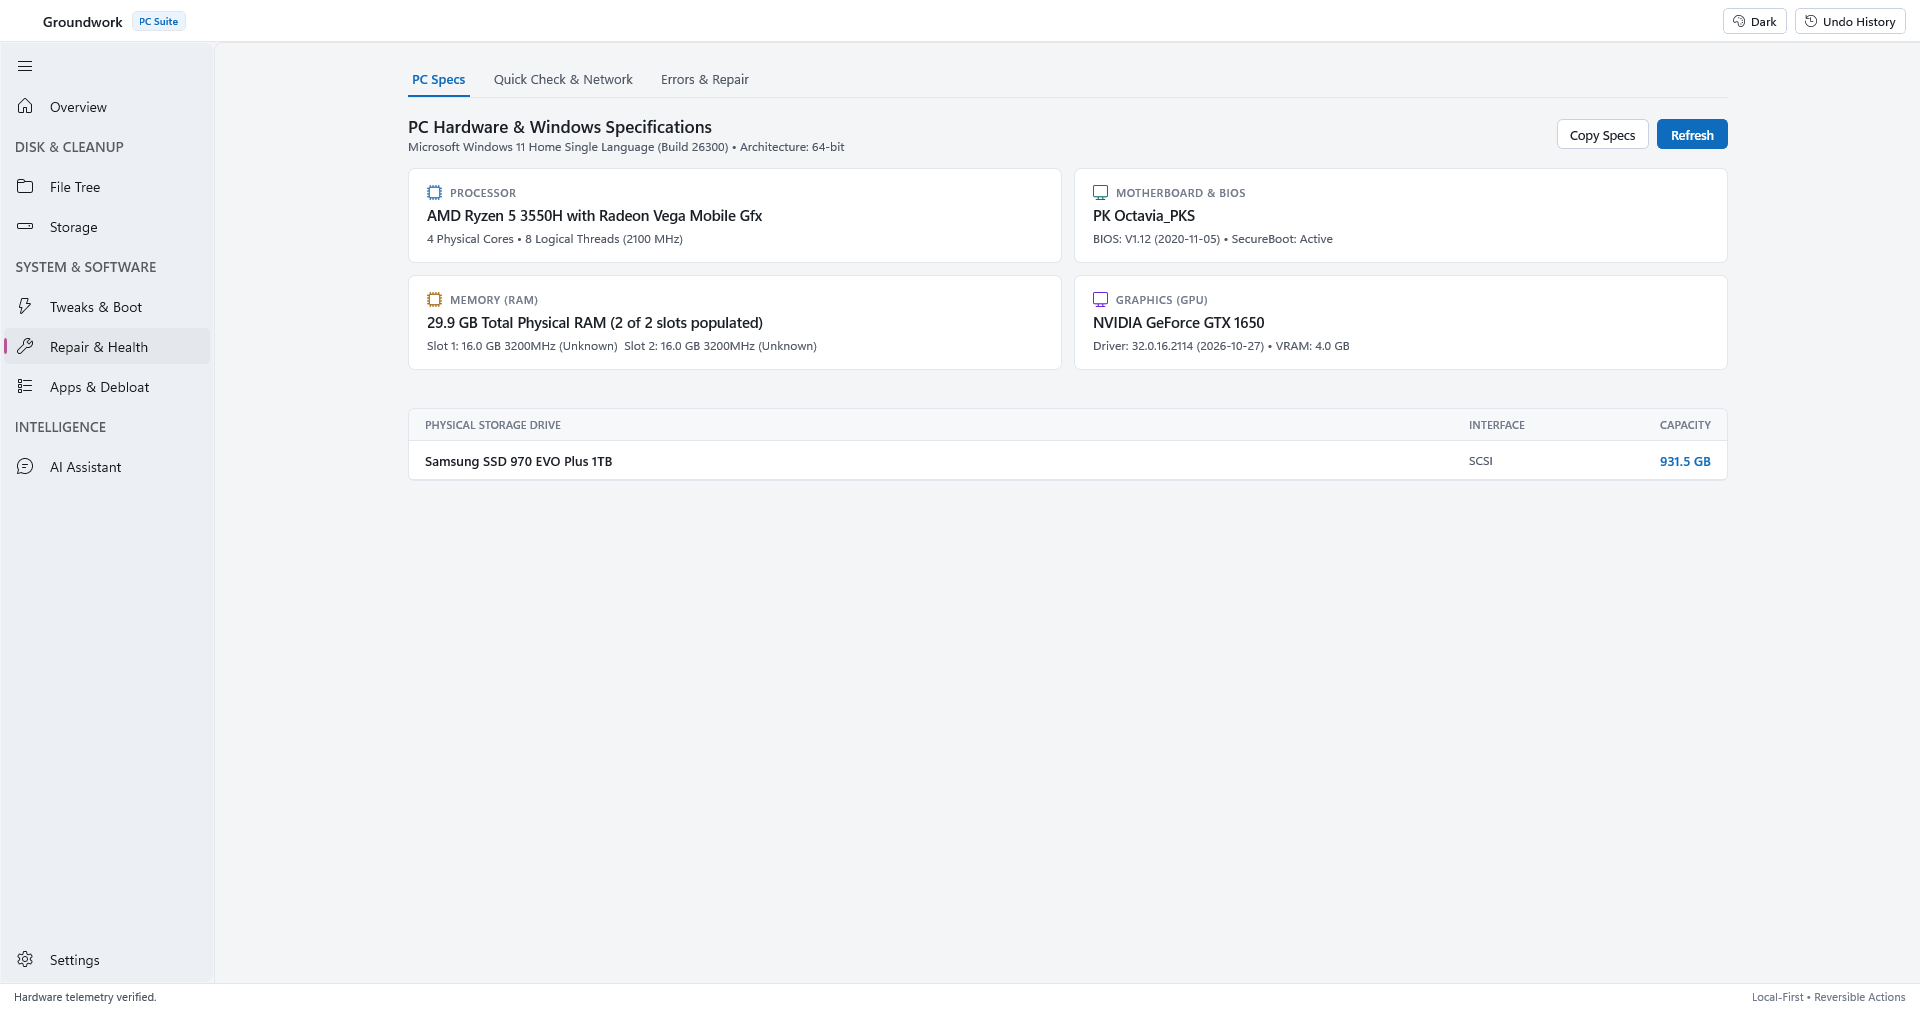 Groundwork PC Suite
Dark
Undo History
Overview
DISK & CLEANUP
File Tree
Storage
SYSTEM & SOFTWARE
Tweaks & Boot
Repair & Health
Apps & Debloat
INTELLIGENCE
AI Assistant
Settings
PC Specs
Quick Check & Network
Errors & Repair
PC Hardware & Windows Specifications
Microsoft Windows 11 Home Single Language (Build 26300) • Architecture: 64-bit
Copy Specs
Refresh
PROCESSOR
AMD Ryzen 5 3550H with Radeon Vega Mobile Gfx
4 Physical Cores • 8 Logical Threads (2100 MHz)
MOTHERBOARD & BIOS
PK Octavia_PKS
BIOS: V1.12 (2020-11-05) • SecureBoot: Active
MEMORY (RAM)
29.9 GB Total Physical RAM (2 of 2 slots populated)
Slot 1: 16.0 GB 3200MHz (Unknown) Slot 2: 16.0 GB 3200MHz (Unknown)
GRAPHICS (GPU)
NVIDIA GeForce GTX 1650
Driver: 32.0.16.2114 (2026-10-27) • VRAM: 4.0 GB
PHYSICAL STORAGE DRIVE INTERFACE CAPACITY
Samsung SSD 970 EVO Plus 1TB SCSI 931.5 GB
Hardware telemetry verified.
Local-First • Reversible Actions